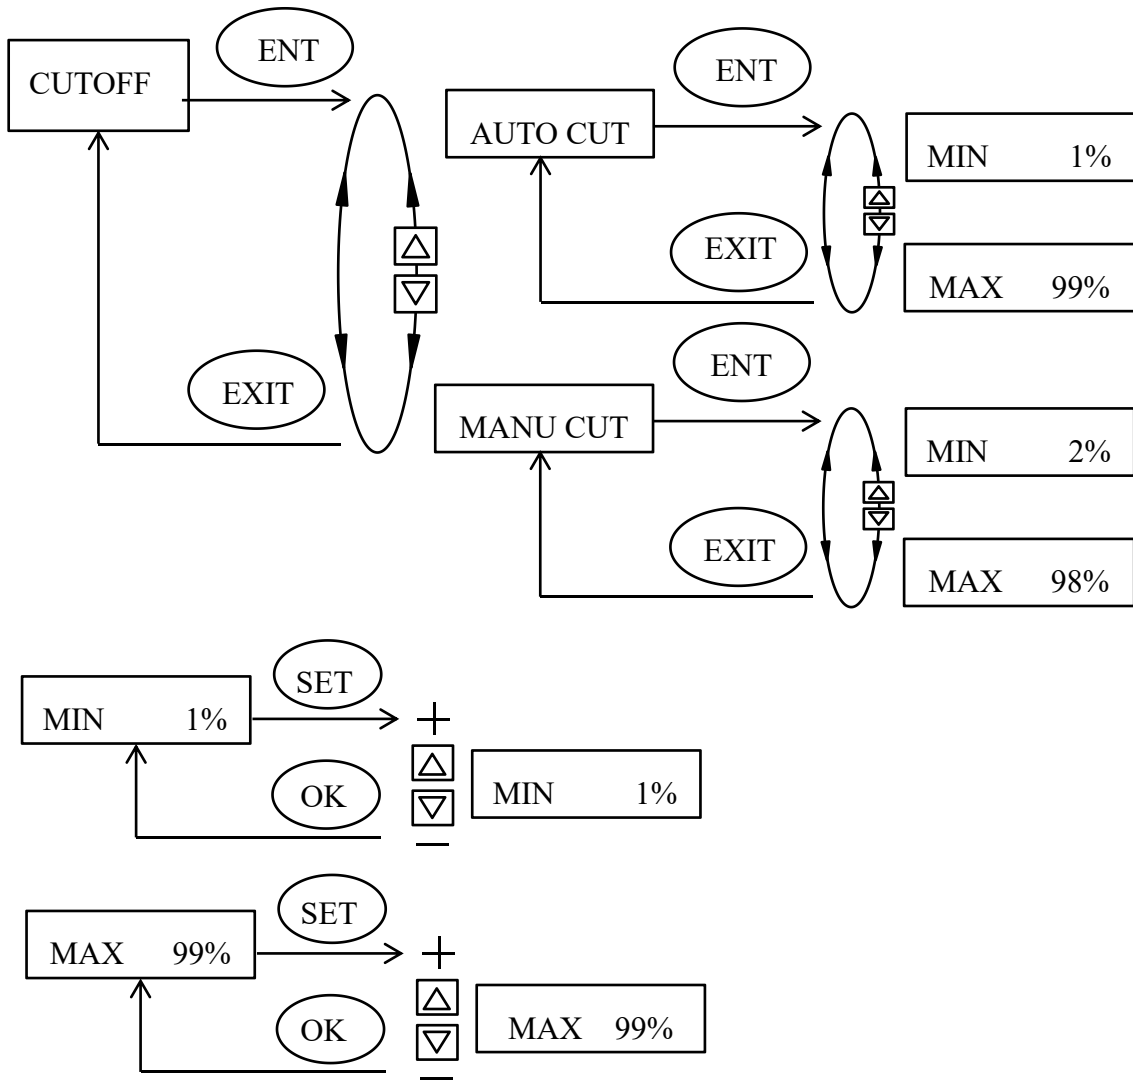 ENT
CUTOFF
EXIT
ENT
AUTO CUT
EXIT
MIN 1%
MAX 99%
ENT
MANU CUT
EXIT
MIN 2%
MAX 98%
SET
MIN 1%
OK
+
MIN 1%
—
SET
MAX 99%
OK
+
MAX 99%
—